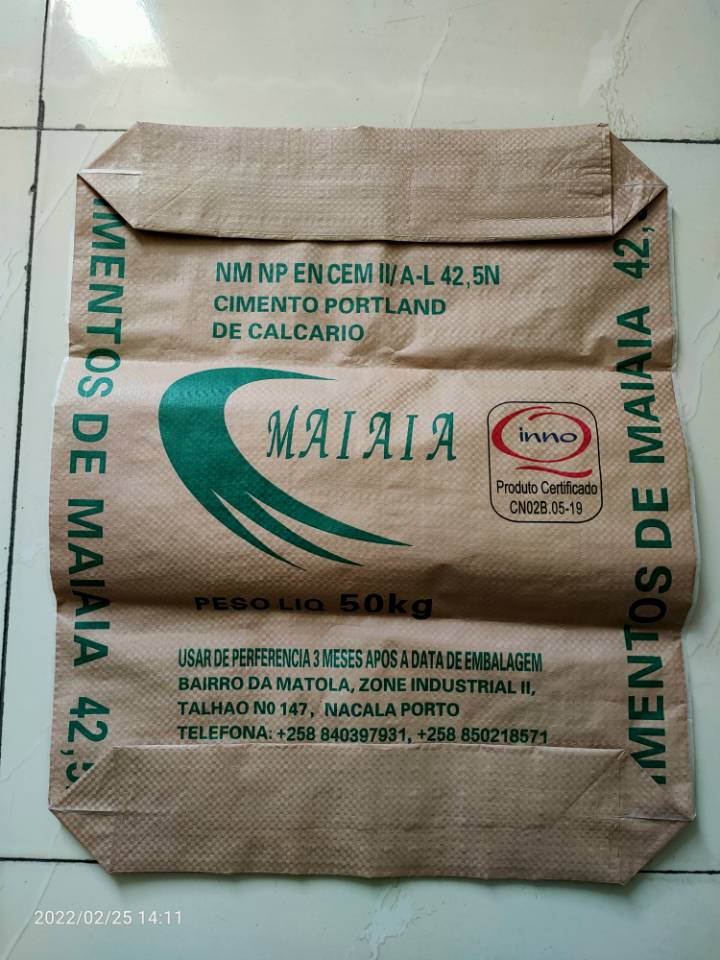 NM NP EN CEM II/A-L 42,5N
CIMENTO PORTLAND
DE CALCARIO
MAIAIA
inno
Produto Certificado
CN02B.05-19
PESO LIQ 50kg
USAR DE PERFERENCIA 3 MESES APOS A DATA DE EMBALAGEM
BAIRRO DA MATOLA, ZONE INDUSTRIAL II,
TALHAO N0 147, NACALA PORTO
TELEFONA: +258 840397931, +258 850218571
IMENTOS DE MAIAIA 42,5
IMENTOS DE MAIAIA 42,5
2022/02/25 14:11